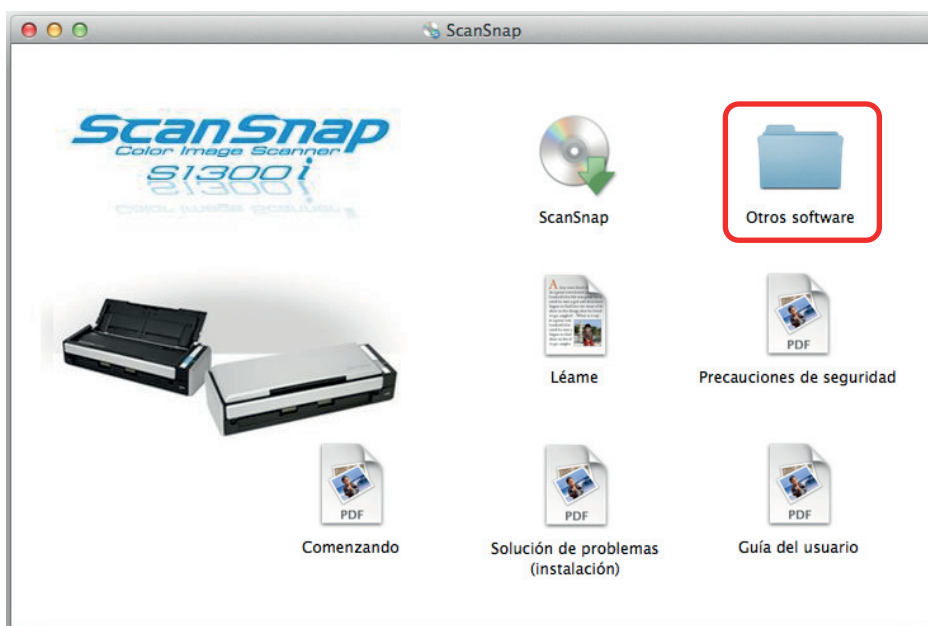 ScanSnap
ScanSnap
Color Image Scanner
S1300i
ScanSnap
Otros software
Léame
PDF
Precauciones de seguridad
PDF
Comenzando
PDF
Solución de problemas
(instalación)
PDF
Guía del usuario